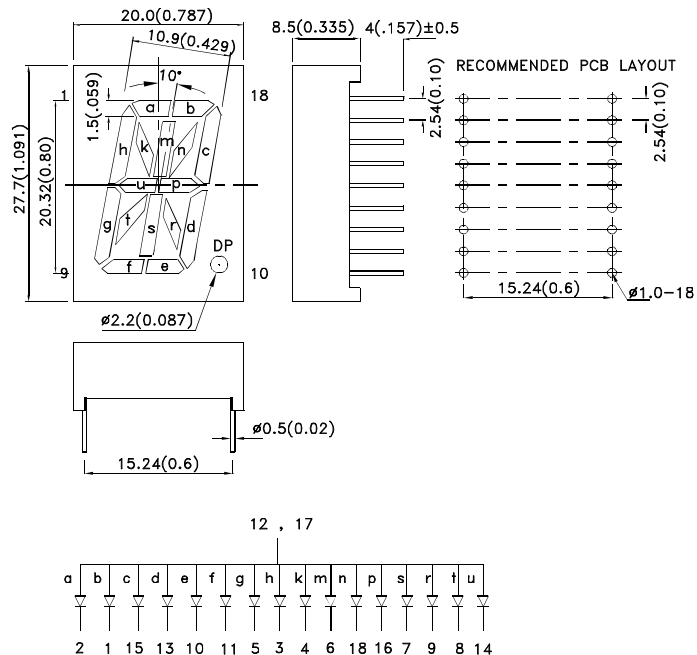 20.0(0.787)
10.9(0.429)
10°
1.5(.059)
27.7(1.091)
20.32(0.80)
1
18
9
10
a b
h k m n c
u p
g t s r d
f e
DP
ø2.2(0.087)
8.5(0.335)
4(.157)±0.5
2.54(0.10)
RECOMMENDED PCB LAYOUT
2.54(0.10)
15.24(0.6)
ø1.0-18
ø0.5(0.02)
15.24(0.6)
12 , 17
a b c d e f g h k m n p s r t u
2 1 15 13 10 11 5 3 4 6 18 16 7 9 8 14